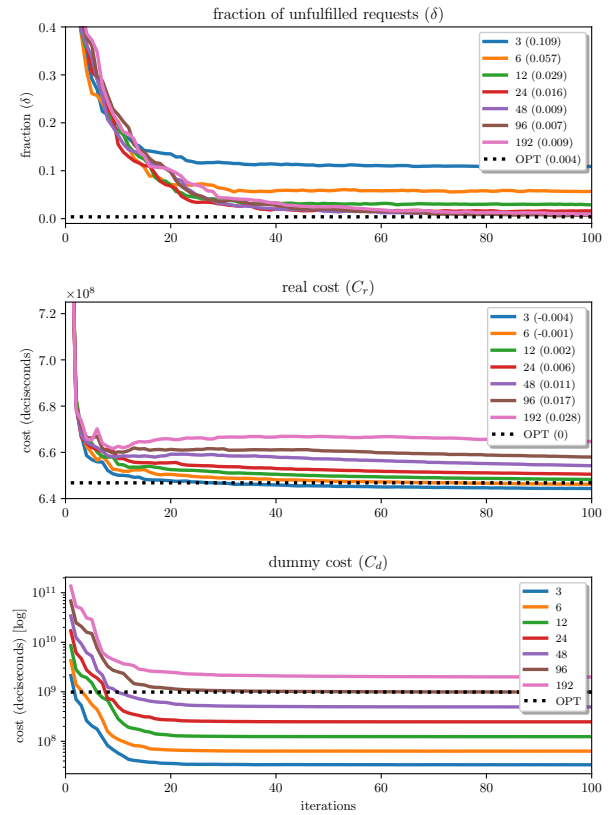 fraction of unfulfilled requests (δ)
0.4
0.3
0.2
0.1
0.0
fraction (δ)
3 (0.109)
6 (0.057)
12 (0.029)
24 (0.016)
48 (0.009)
96 (0.007)
192 (0.009)
OPT (0.004)
0 20 40 60 80 100
×10⁸
real cost (Cᵣ)
7.2
7.0
6.8
6.6
6.4
cost (deciseconds)
3 (-0.004)
6 (-0.001)
12 (0.002)
24 (0.006)
48 (0.011)
96 (0.017)
192 (0.028)
OPT (0)
0 20 40 60 80 100
dummy cost (C_d)
10¹¹
10¹⁰
10⁹
10⁸
cost (deciseconds) [log]
3
6
12
24
48
96
192
OPT
0 20 40 60 80 100
iterations